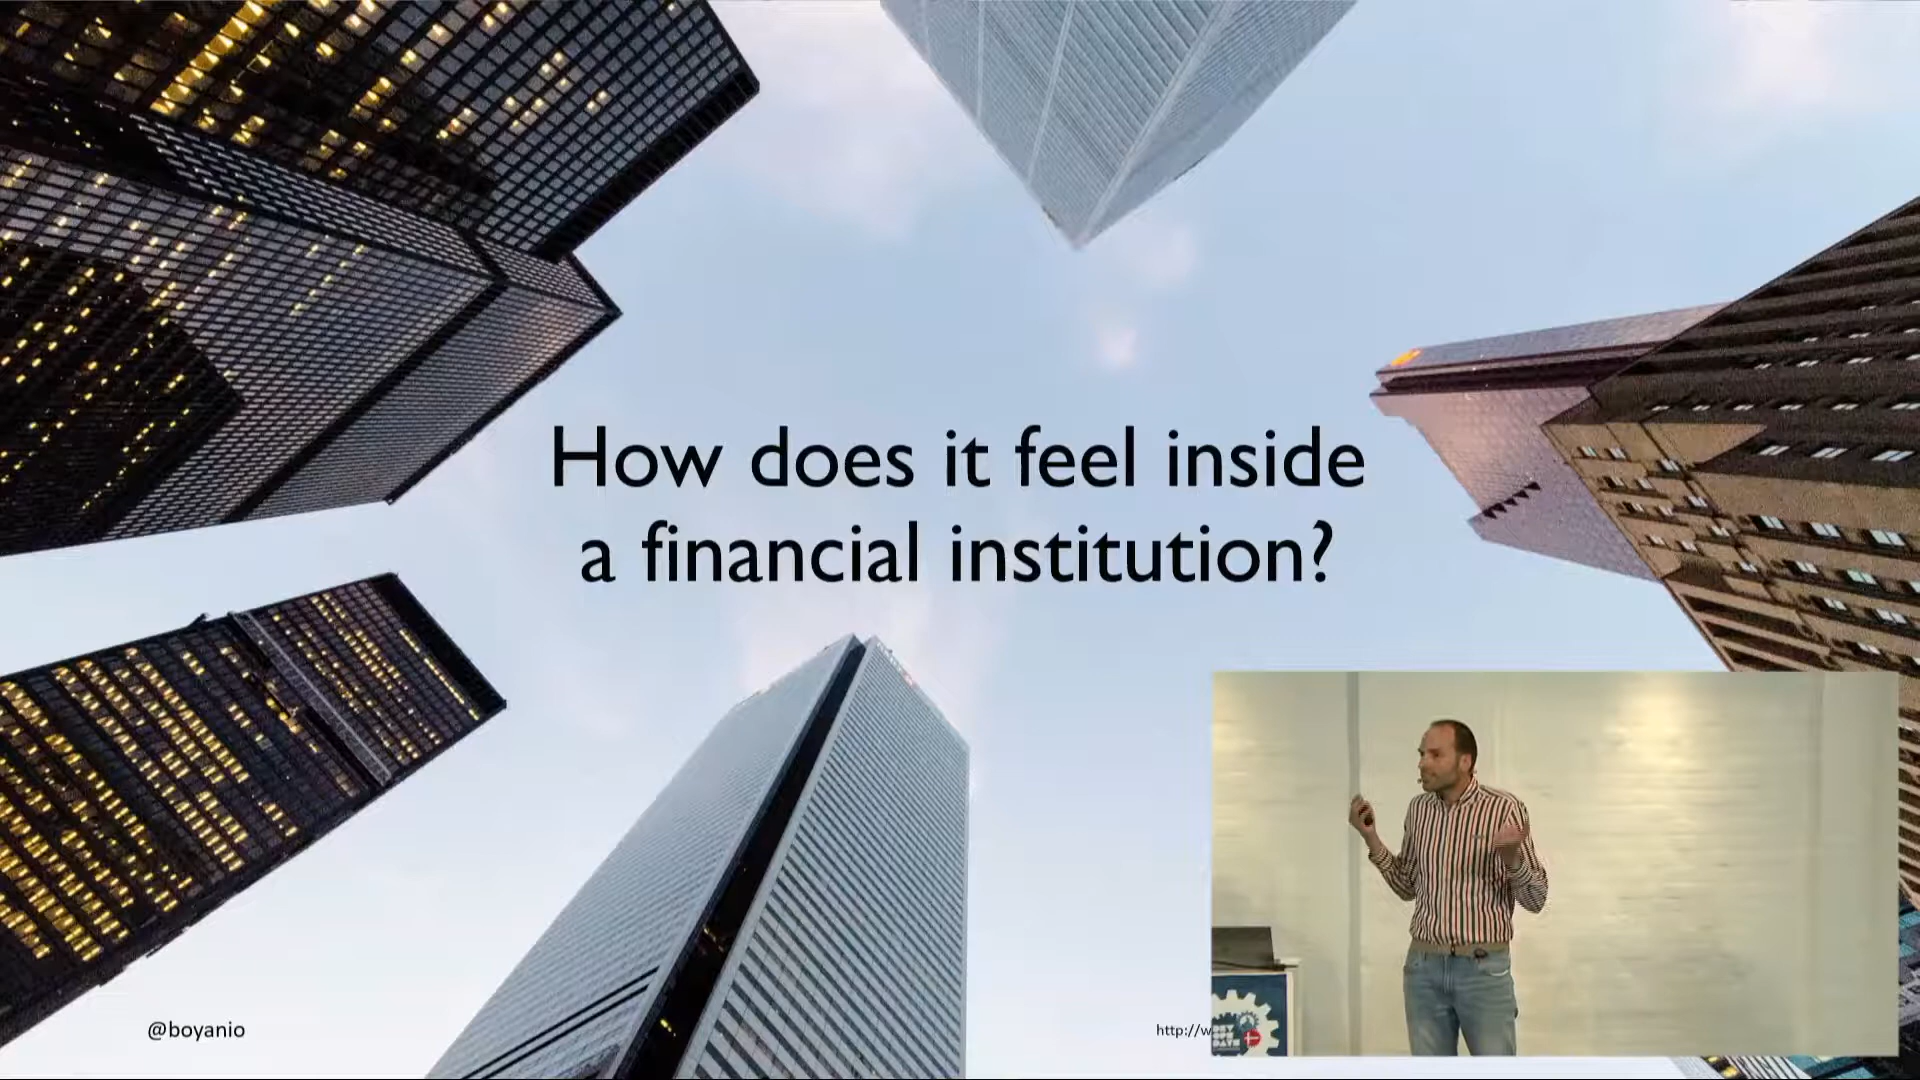 How does it feel inside
a financial institution?
@boyanio
http://w